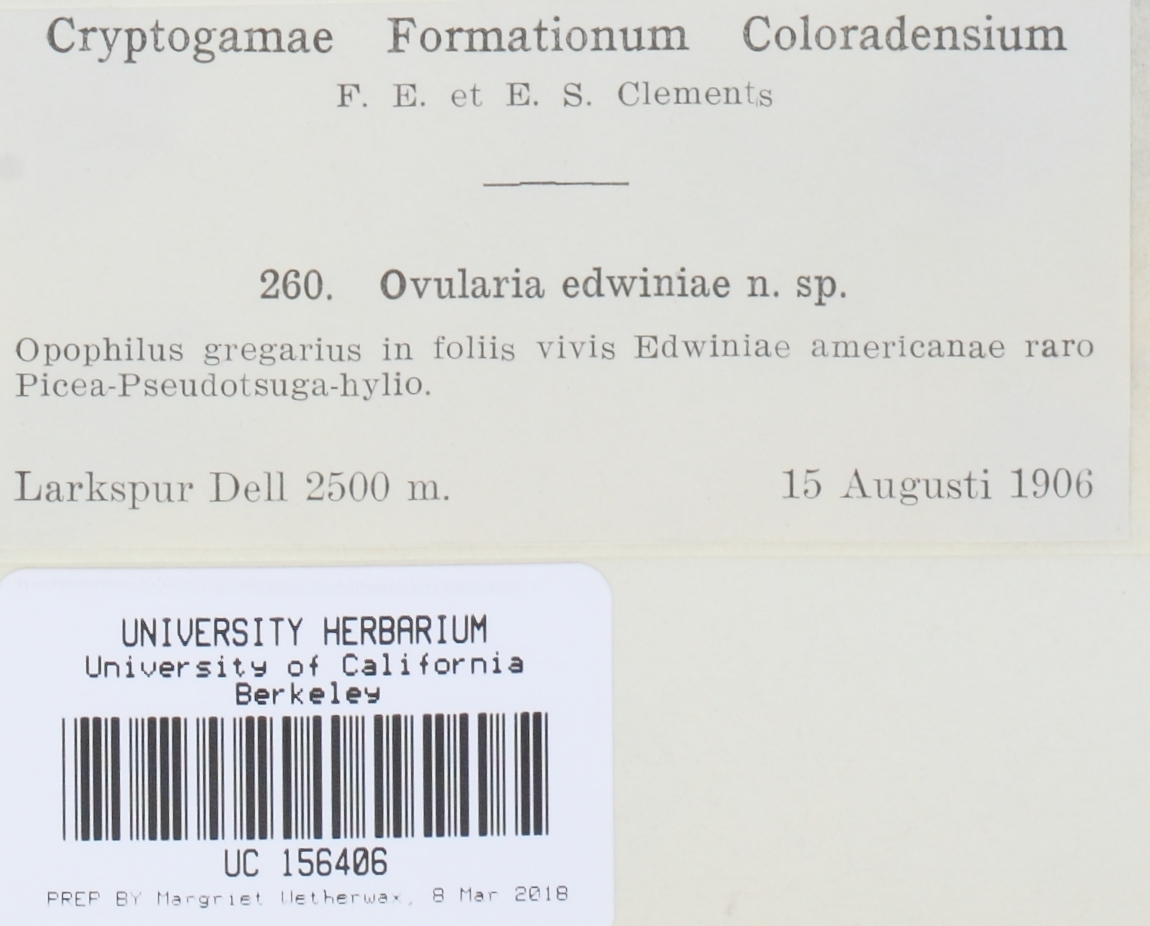 Cryptogamae Formationum Coloradensium
F. E. et E. S. Clements
260. Ovularia edwiniae n. sp.
Opophilus gregarius in foliis vivis Edwiniae americanae raro
Picea-Pseudotsuga-hylio.
Larkspur Dell 2500 m. 15 Augusti 1906
UNIVERSITY HERBARIUM
University of California
Berkeley
UC 156406
PREP BY Margriet Wetherwax, 8 Mar 2018